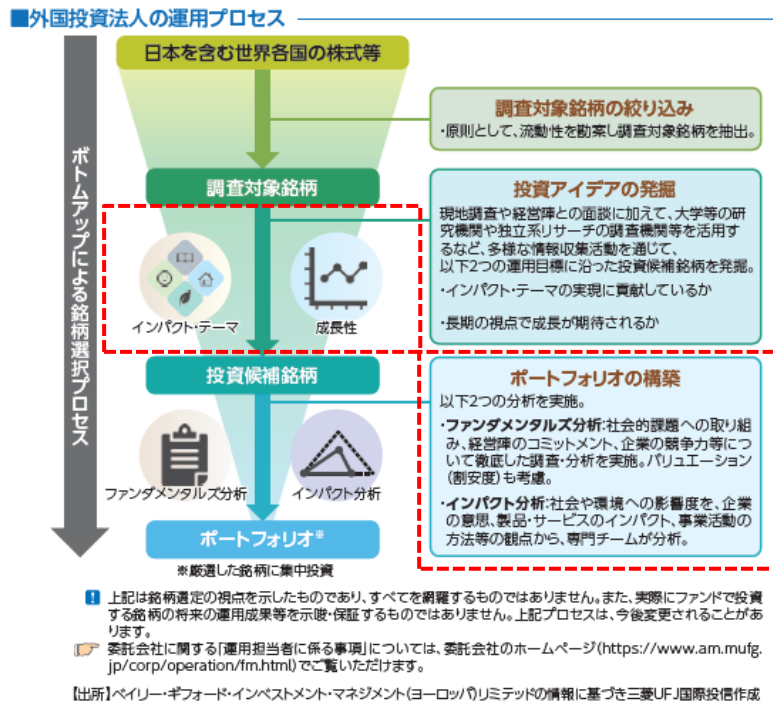 ■外国投資法人の運用プロセス
日本を含む世界各国の株式等
調査対象銘柄の絞り込み
・原則として、流動性を勘案し調査対象銘柄を抽出。
ボトムアップによる銘柄選択プロセス
調査対象銘柄
投資アイデアの発掘
現地調査や経営陣との面談に加えて、大学等の研
究機関や独立系リサーチの調査機関等を活用す
るなど、多様な情報収集活動を通じて、
以下2つの運用目標に沿った投資候補銘柄を発掘。
・インパクト・テーマの実現に貢献しているか
・長期の視点で成長が期待されるか
インパクト・テーマ
成長性
投資候補銘柄
ポートフォリオの構築
以下2つの分析を実施。
・ファンダメンタルズ分析:社会的課題への取り組
み、経営陣のコミットメント、企業の競争力等につ
いて徹底した調査・分析を実施。バリュエーション
(割安度)も考慮。
・インパクト分析:社会や環境への影響度を、企業
の意思、製品・サービスのインパクト、事業活動の
方法等の観点から、専門チームが分析。
ファンダメンタルズ分析
インパクト分析
ポートフォリオ※
※厳選した銘柄に集中投資
! 上記は銘柄選定の視点を示したものであり、すべてを網羅するものではありません。また、実際にファンドで投資
する銘柄の将来の運用成果等を示唆・保証するものではありません。上記プロセスは、今後変更されることがあ
ります。
委託会社に関する「運用担当者に係る事項」については、委託会社のホームページ(https://www.am.mufg.
jp/corp/operation/fm.html)でご覧いただけます。
【出所】ベイリー・ギフォード・インベストメント・マネジメント(ヨーロッパ)リミテッドの情報に基づき三菱UFJ国際投信作成